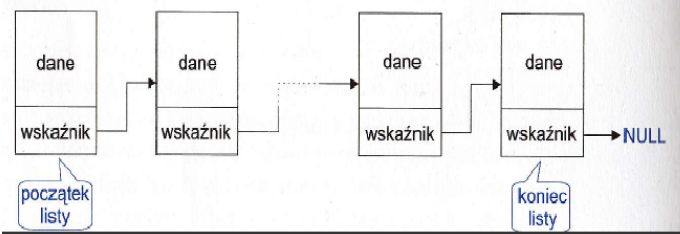 dane
dane
dane
dane
wskaźnik
wskaźnik
wskaźnik
wskaźnik
NULL
początek
listy
koniec
listy